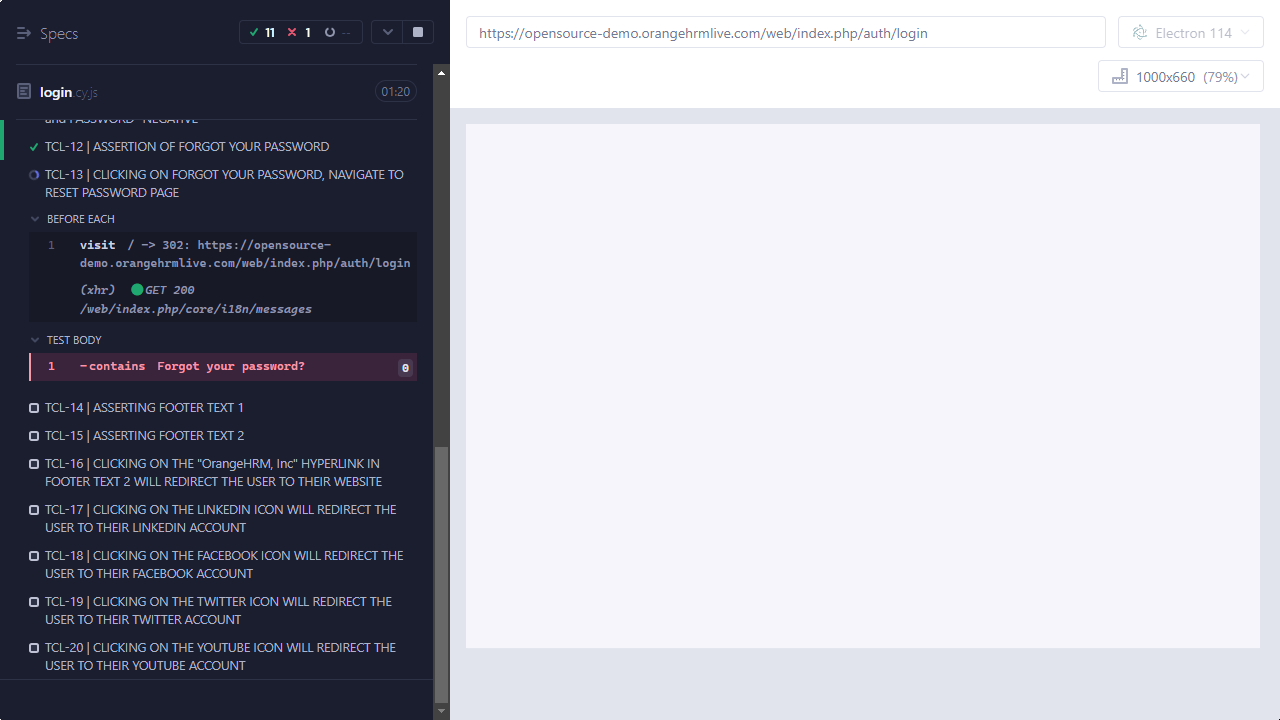 Specs
11
1
--
login.cy.js
01:20
and PASSWORD" NEGATIVE
TCL-12 | ASSERTION OF FORGOT YOUR PASSWORD
TCL-13 | CLICKING ON FORGOT YOUR PASSWORD, NAVIGATE TO
RESET PASSWORD PAGE
BEFORE EACH
1 visit / -> 302: https://opensource-
demo.orangehrmlive.com/web/index.php/auth/login
(xhr) GET 200
/web/index.php/core/i18n/messages
TEST BODY
1 -contains Forgot your password? 0
TCL-14 | ASSERTING FOOTER TEXT 1
TCL-15 | ASSERTING FOOTER TEXT 2
TCL-16 | CLICKING ON THE "OrangeHRM, Inc" HYPERLINK IN
FOOTER TEXT 2 WILL REDIRECT THE USER TO THEIR WEBSITE
TCL-17 | CLICKING ON THE LINKEDIN ICON WILL REDIRECT THE
USER TO THEIR LINKEDIN ACCOUNT
TCL-18 | CLICKING ON THE FACEBOOK ICON WILL REDIRECT THE
USER TO THEIR FACEBOOK ACCOUNT
TCL-19 | CLICKING ON THE TWITTER ICON WILL REDIRECT THE
USER TO THEIR TWITTER ACCOUNT
TCL-20 | CLICKING ON THE YOUTUBE ICON WILL REDIRECT THE
USER TO THEIR YOUTUBE ACCOUNT
https://opensource-demo.orangehrmlive.com/web/index.php/auth/login
Electron 114
1000x660 (79%)